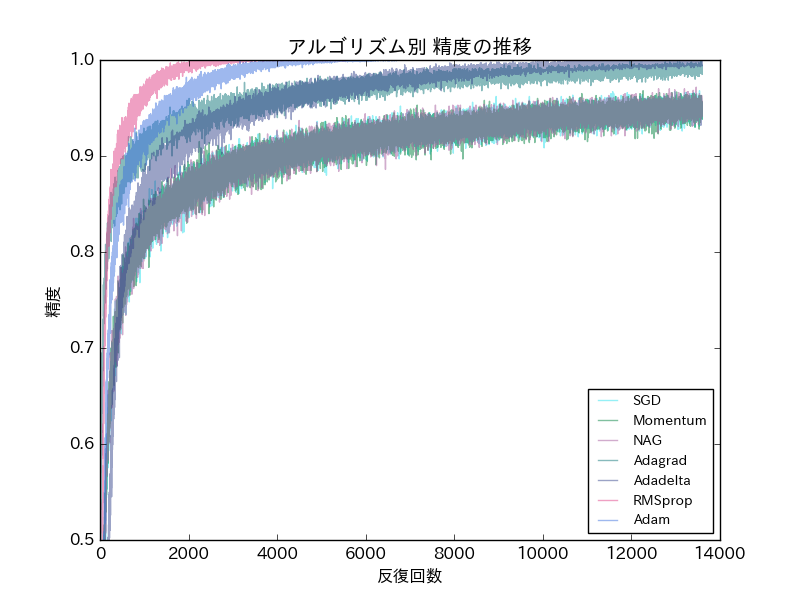 アルゴリズム別 精度の推移
1.0
0.9
0.8
0.7
0.6
0.5
精度
0
2000
4000
6000
8000
10000
12000
14000
反復回数
SGD
Momentum
NAG
Adagrad
Adadelta
RMSprop
Adam